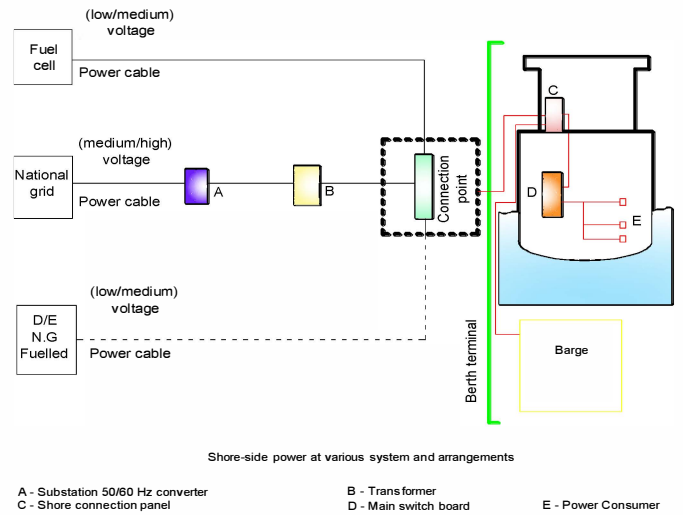 (low/medium)
voltage
Fuel
cell
Power cable
(medium/high)
voltage
National
grid
Power cable
A
B
Connection
point
(low/medium)
voltage
D/E
N.G
Fuelled
Power cable
Berth terminal
C
D
E
Barge
Shore-side power at various system and arrangements
A - Substation 50/60 Hz converter
B - Transformer
C - Shore connection panel
D - Main switch board
E - Power Consumer